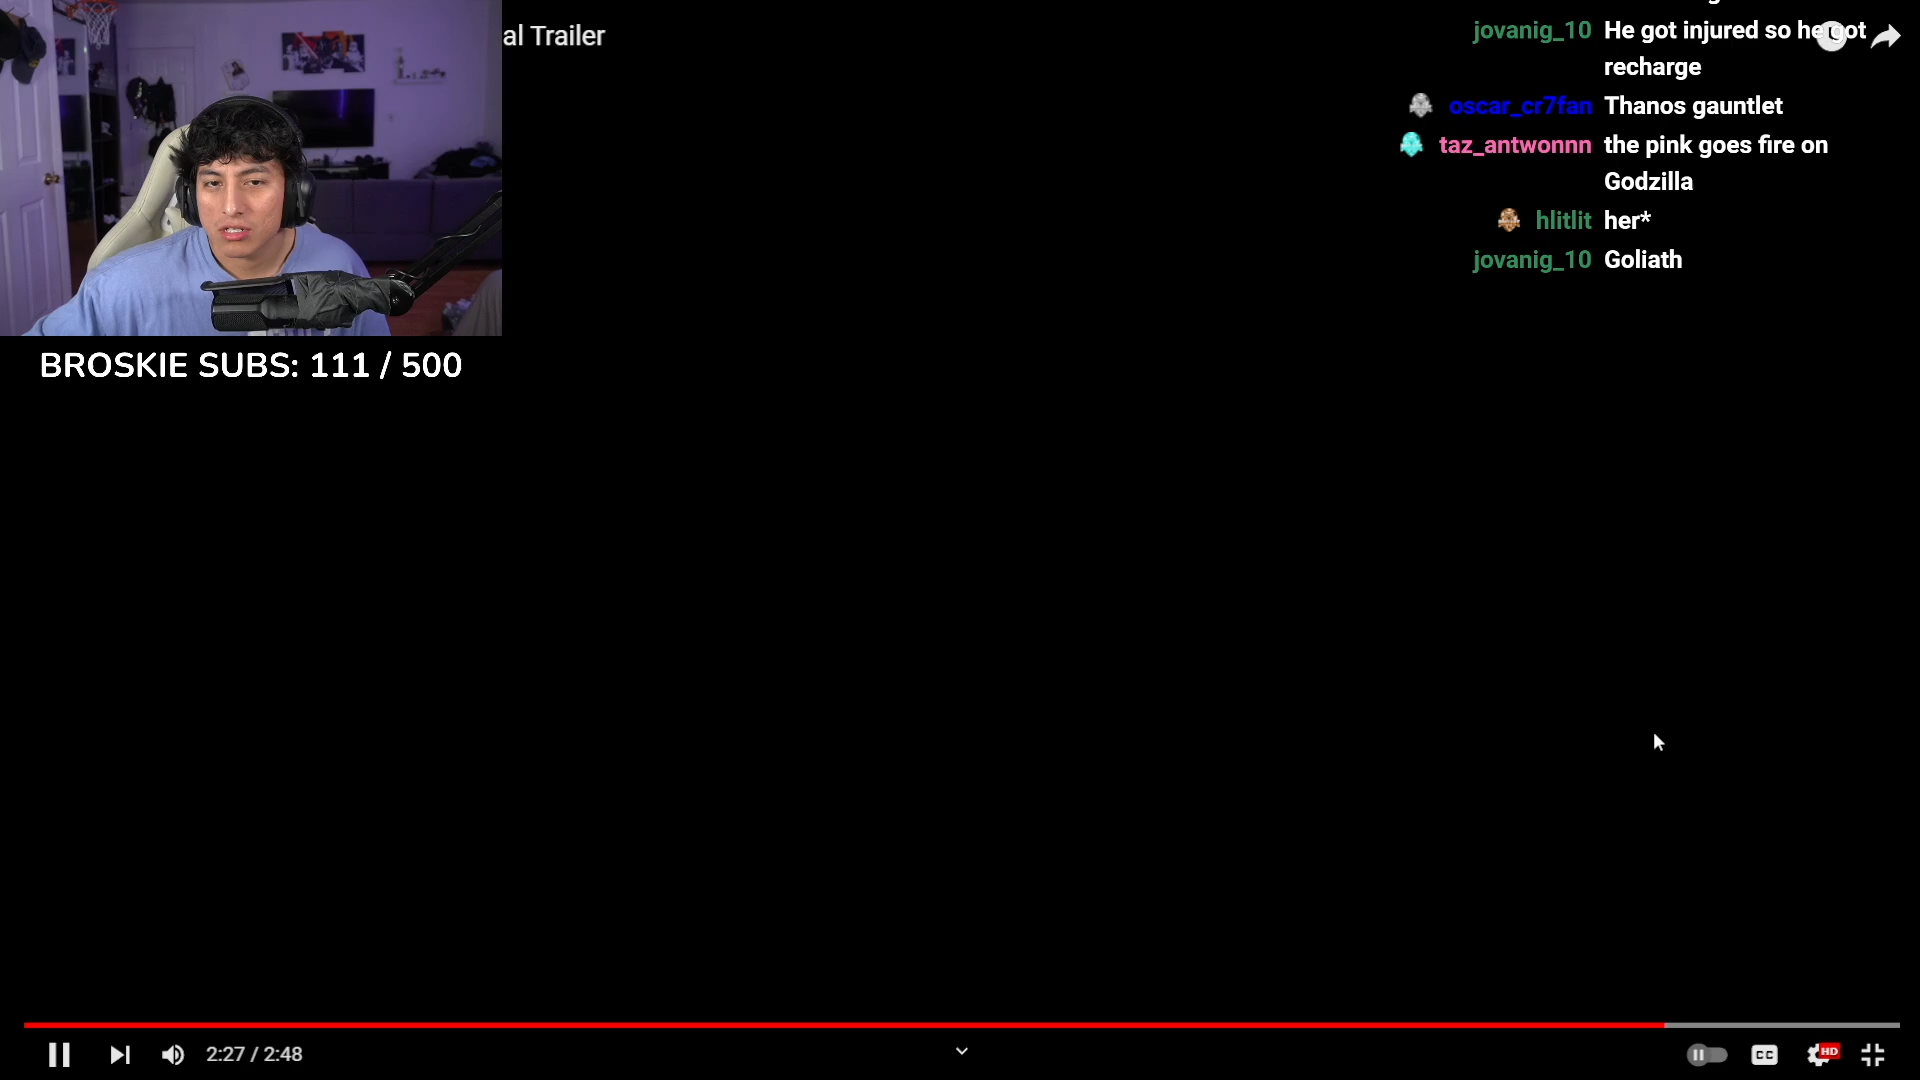 al Trailer
jovanig_10 He got injured so he got
recharge
oscar_cr7fan Thanos gauntlet
taz_antwonnn the pink goes fire on
Godzilla
hlitlit her*
jovanig_10 Goliath
BROSKIE SUBS: 111 / 500
2:27 / 2:48
CC
HD